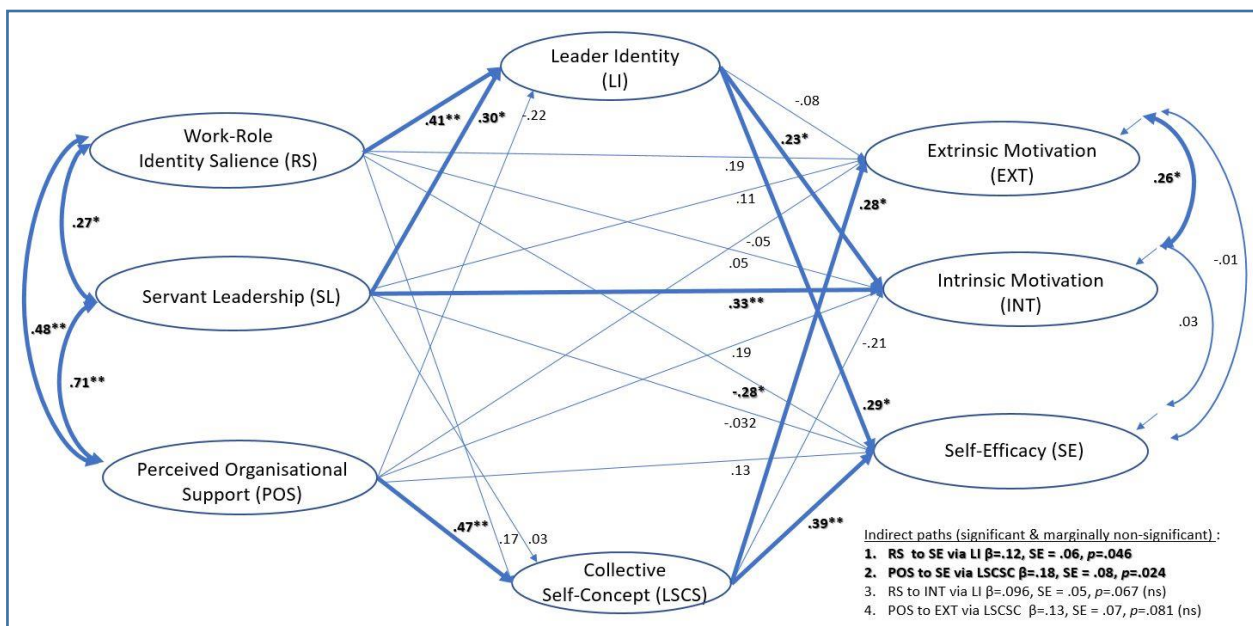 Leader Identity
(LI)
-.08
.41**
.30*
-.22
.23*
Work-Role
Identity Salience (RS)
Extrinsic Motivation
(EXT)
.19
.26*
.11
.28*
.27*
-.05
.05
-.01
Servant Leadership (SL)
Intrinsic Motivation
(INT)
.33**
.03
.48**
-.21
.19
.71**
-.28*
.29*
-.032
Self-Efficacy (SE)
Perceived Organisational
Support (POS)
.13
.47**
.39**
.17
.03
Collective
Self-Concept (LSCS)
Indirect paths (significant & marginally non-significant) :
1. RS to SE via LI β=.12, SE = .06, p=.046
2. POS to SE via LSCSC β=.18, SE = .08, p=.024
3. RS to INT via LI β=.096, SE = .05, p=.067 (ns)
4. POS to EXT via LSCSC β=.13, SE = .07, p=.081 (ns)